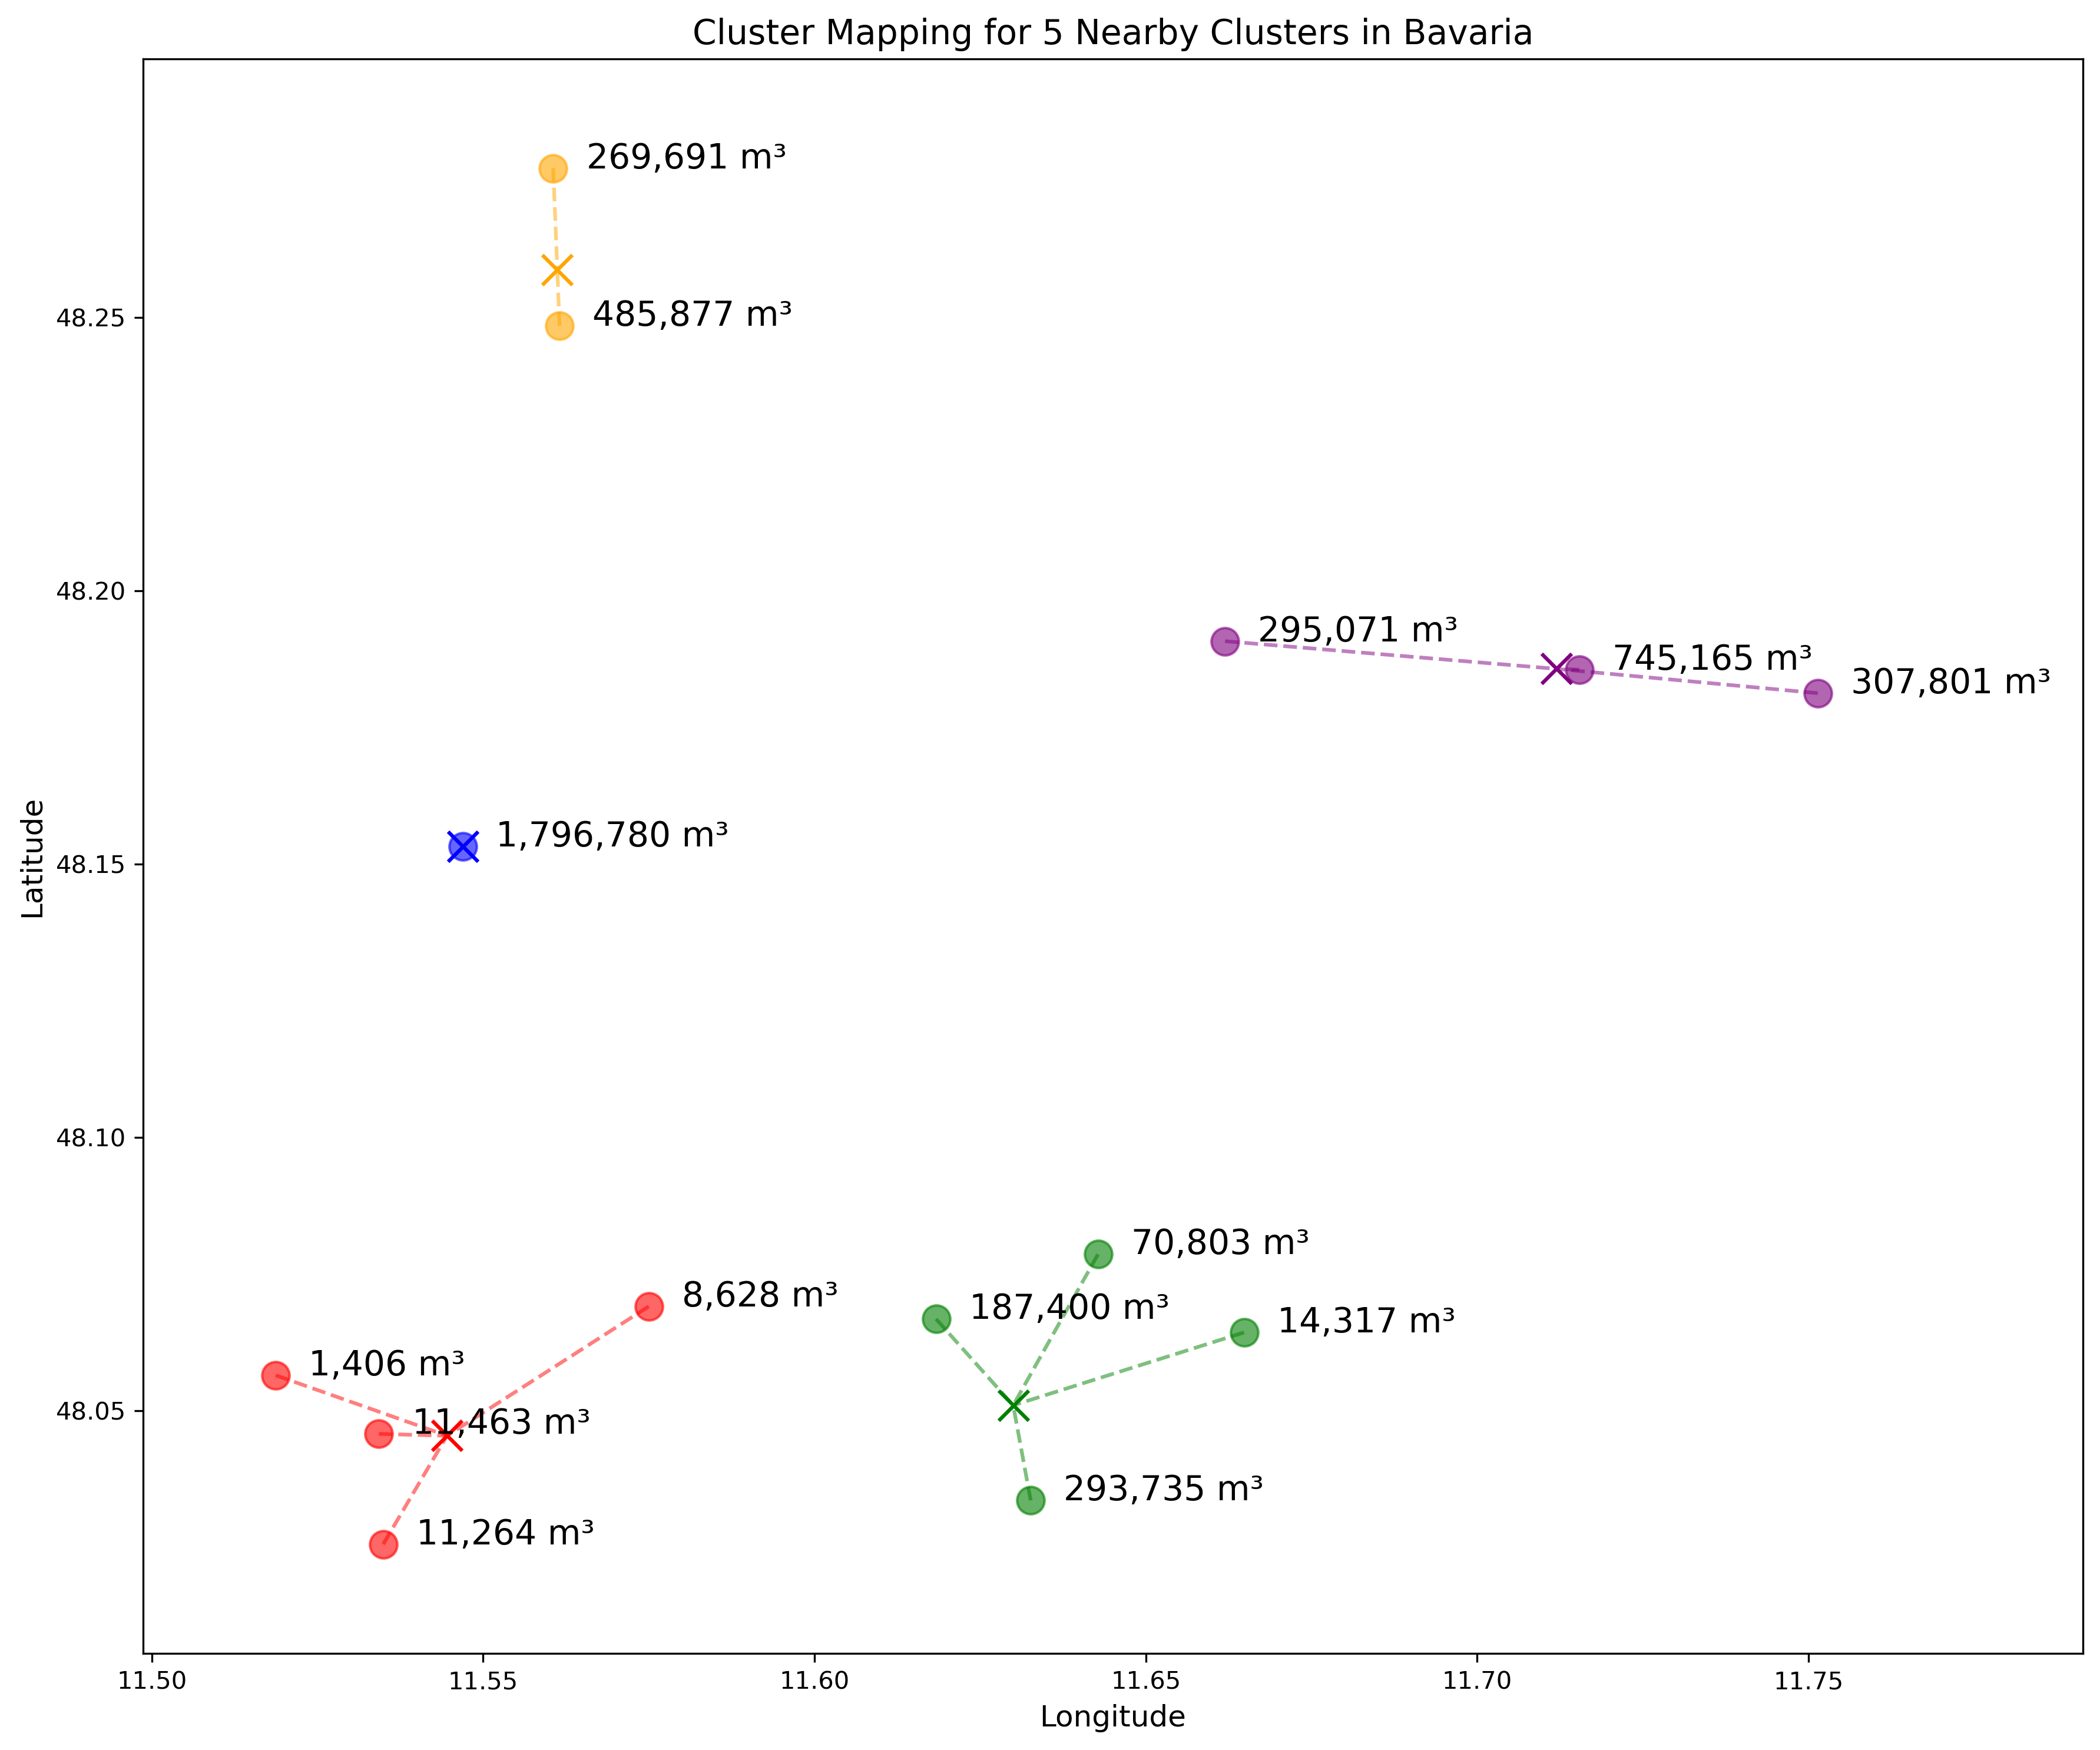 Cluster Mapping for 5 Nearby Clusters in Bavaria
269,691 m³
485,877 m³
48.25
48.20
295,071 m³
745,165 m³
307,801 m³
1,796,780 m³
48.15
Latitude
48.10
70,803 m³
8,628 m³
187,400 m³
14,317 m³
1,406 m³
48.05
11,463 m³
293,735 m³
11,264 m³
11.50
11.55
11.60
11.65
11.70
11.75
Longitude